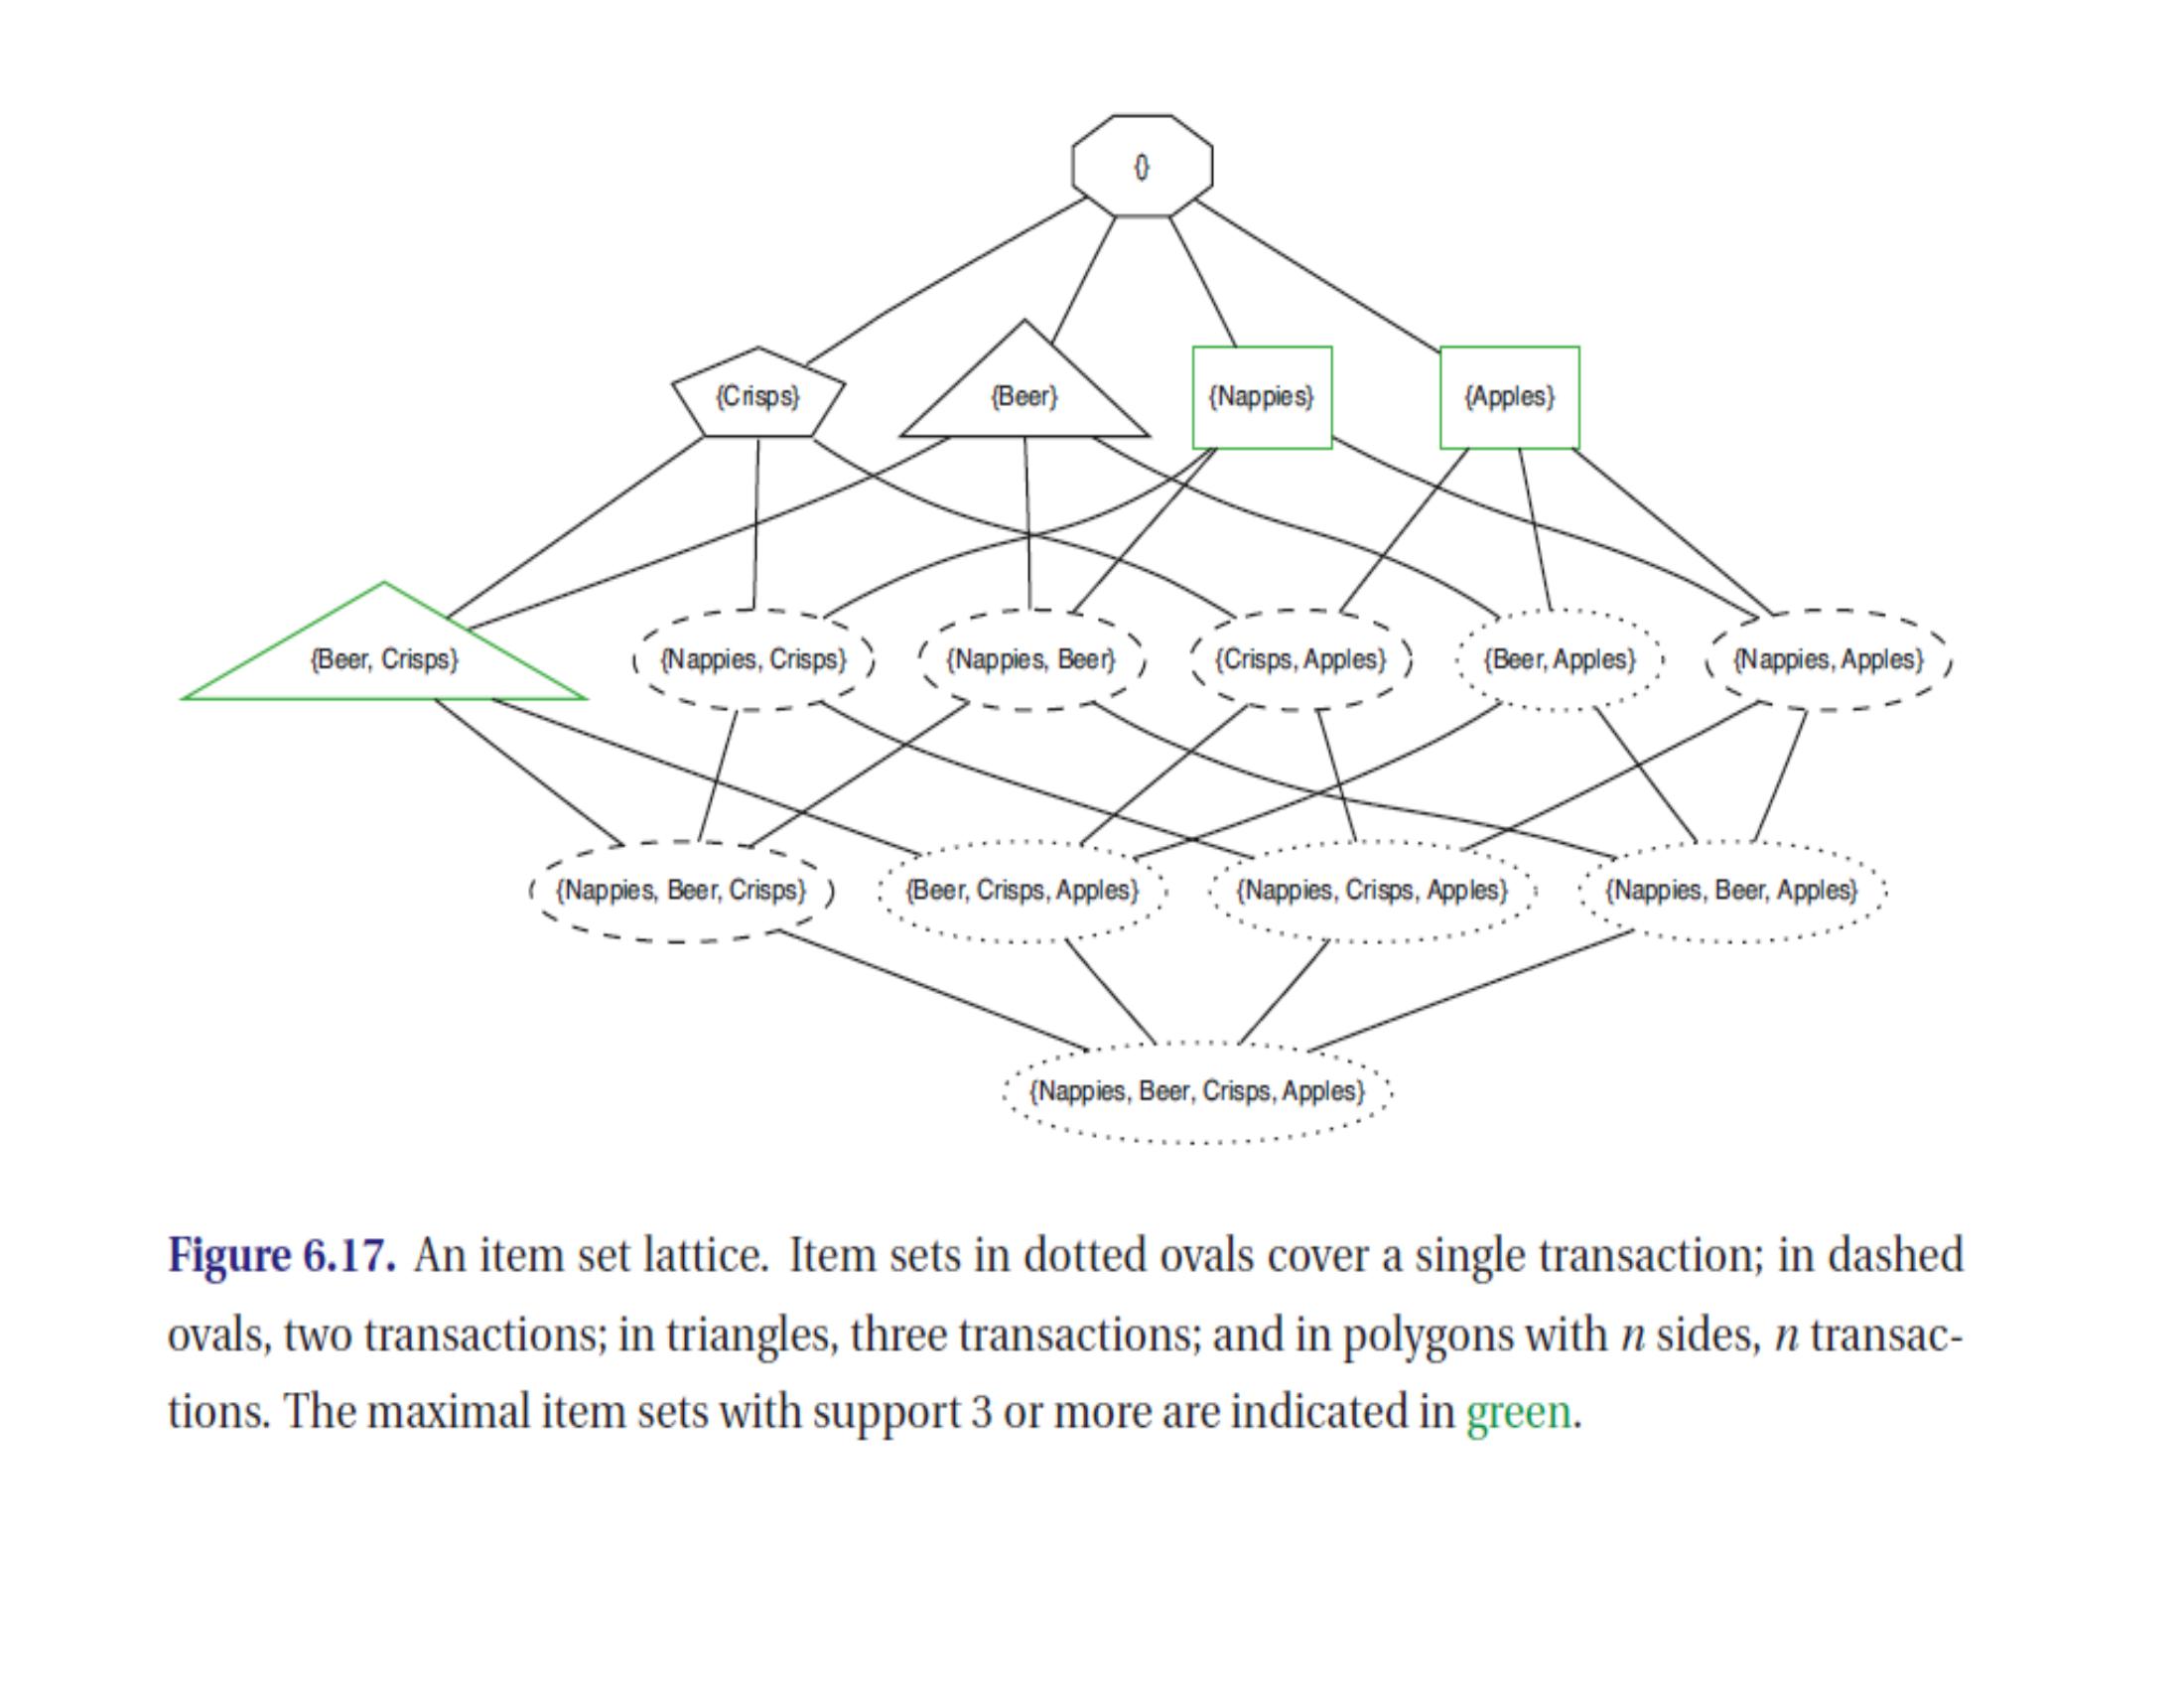 {}
{Crisps}
{Beer}
{Nappies}
{Apples}
{Beer, Crisps}
{Nappies, Crisps}
{Nappies, Beer}
{Crisps, Apples}
{Beer, Apples}
{Nappies, Apples}
{Nappies, Beer, Crisps}
{Beer, Crisps, Apples}
{Nappies, Crisps, Apples}
{Nappies, Beer, Apples}
{Nappies, Beer, Crisps, Apples}
Figure 6.17. An item set lattice. Item sets in dotted ovals cover a single transaction; in dashed
ovals, two transactions; in triangles, three transactions; and in polygons with n sides, n transac-
tions. The maximal item sets with support 3 or more are indicated in green.